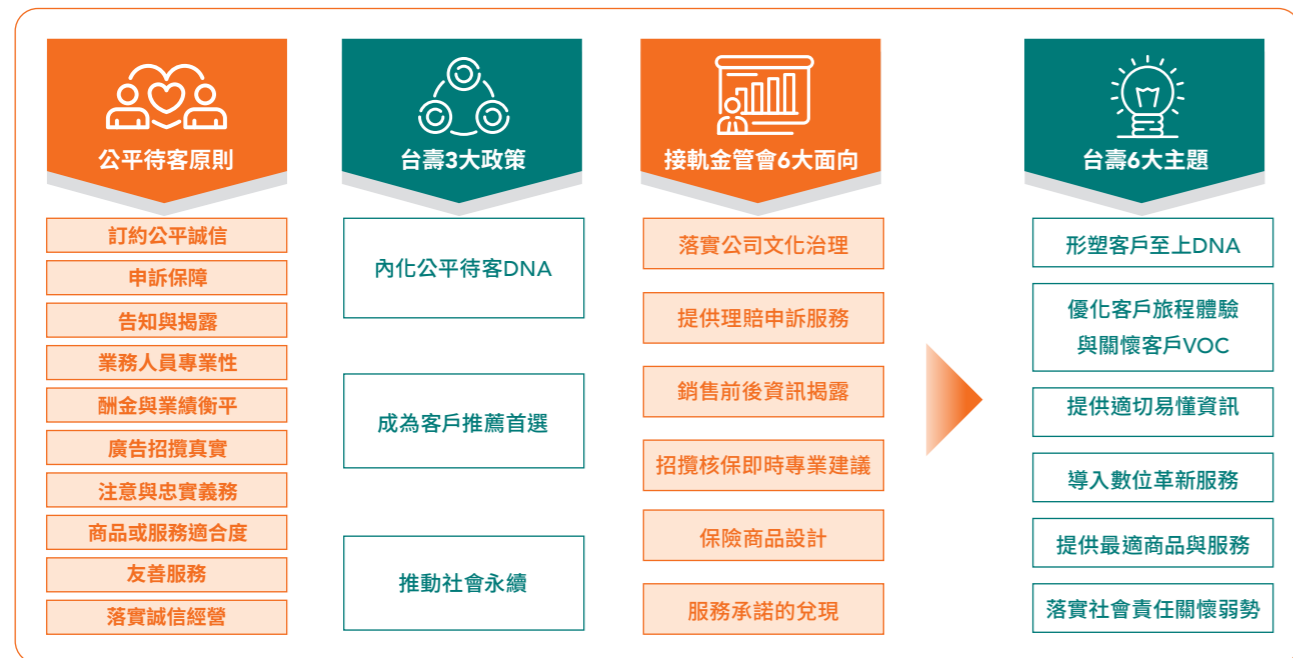 公平待客原則
訂約公平誠信
申訴保障
告知與揭露
業務人員專業性
酬金與業績衡平
廣告招攬真實
注意與忠實義務
商品或服務適合度
友善服務
落實誠信經營
台壽3大政策
內化公平待客DNA
成為客戶推薦首選
推動社會永續
接軌金管會6大面向
落實公司文化治理
提供理賠申訴服務
銷售前後資訊揭露
招攬核保即時專業建議
保險商品設計
服務承諾的兌現
台壽6大主題
形塑客戶至上DNA
優化客戶旅程體驗
與關懷客戶VOC
提供適切易懂資訊
導入數位革新服務
提供最適商品與服務
落實社會責任關懷弱勢